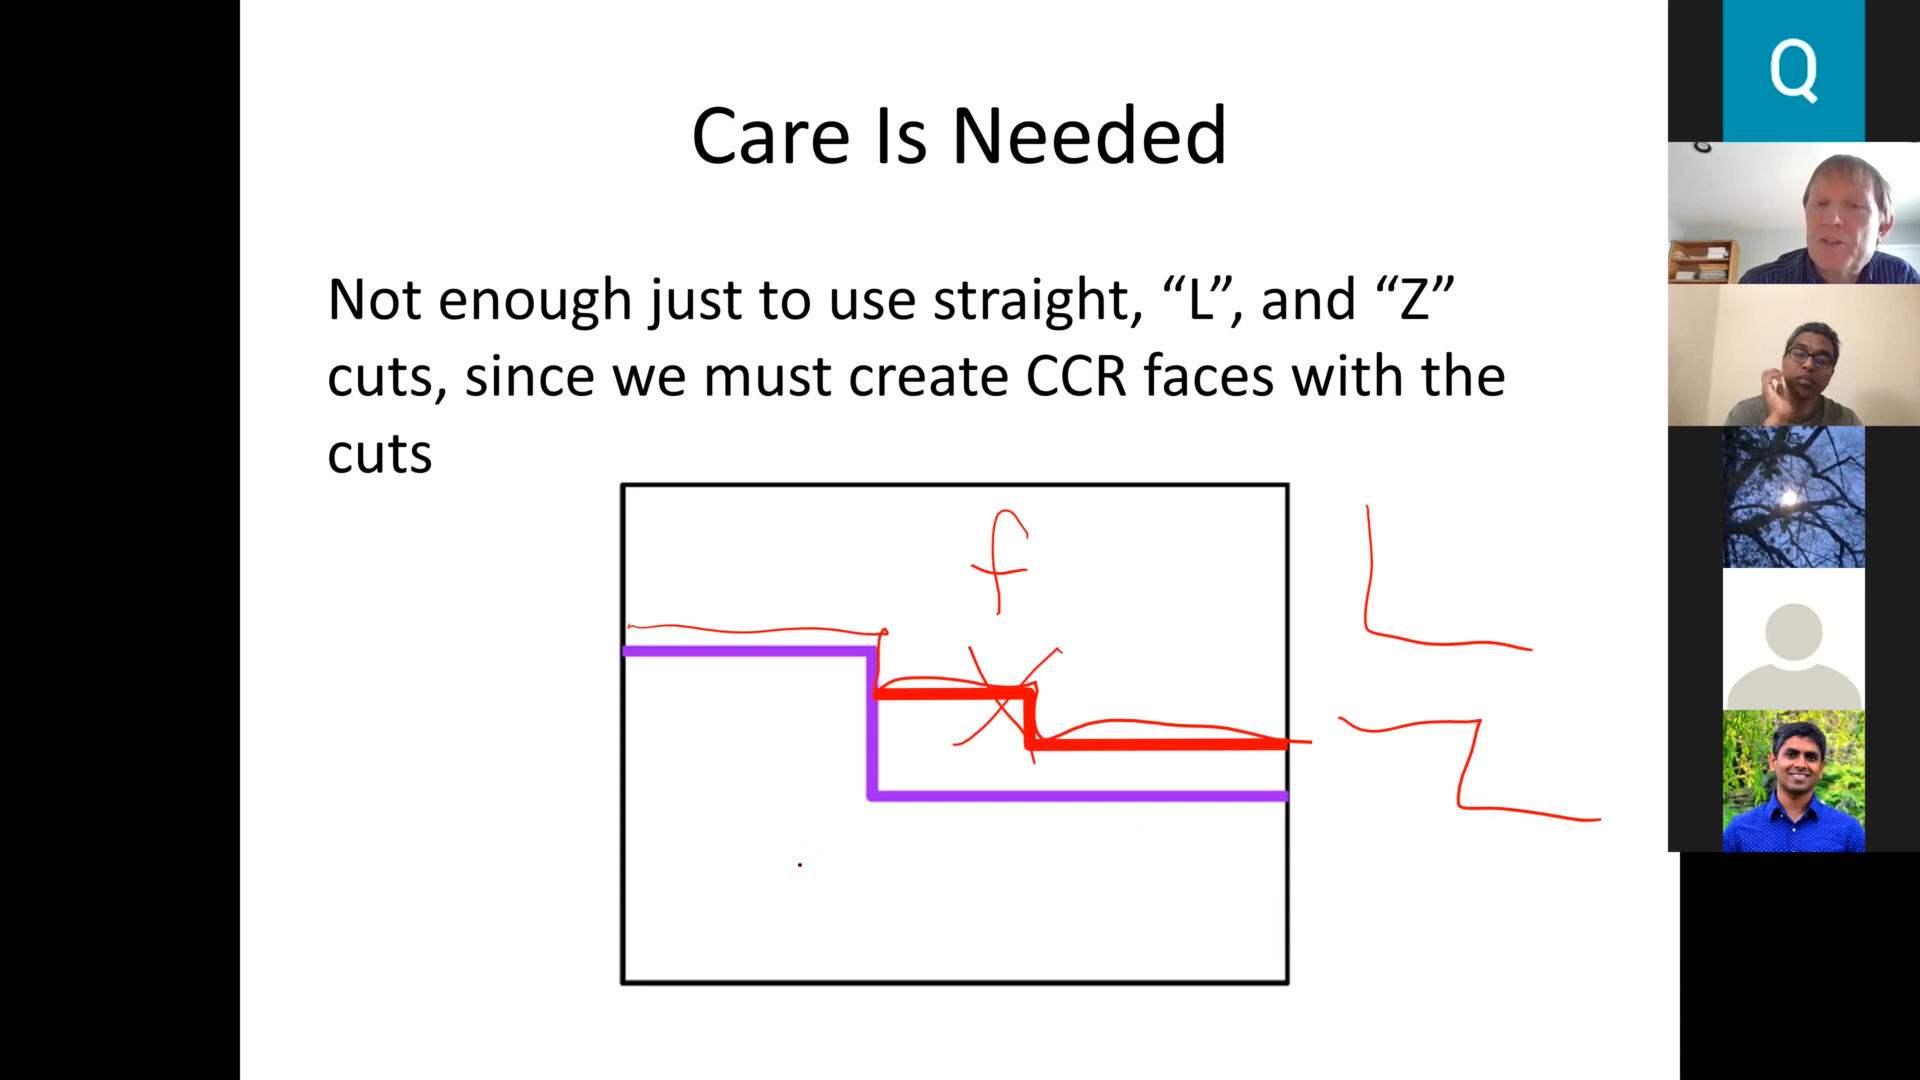 Care Is Needed
Not enough just to use straight, “L”, and “Z”
cuts, since we must create CCR faces with the
cuts
f
Q